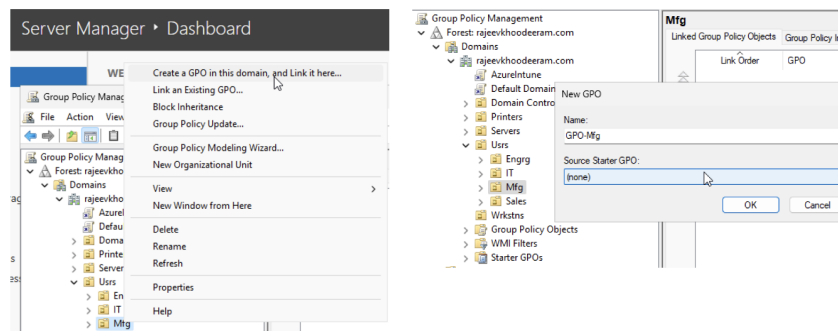 Server Manager ‣ Dashboard
WE
Create a GPO in this domain, and Link it here...
Link an Existing GPO...
Block Inheritance
Group Policy Update...
Group Policy Modeling Wizard...
New Organizational Unit
View
New Window from Here
Delete
Rename
Refresh
Properties
Help
Group Policy Manag
File Action View
Group Policy Manag
Forest: rajeevkho
Domains
rajeevkho
Azurel
Defau
Doma
Printe
Server
Usrs
En
IT
Mfg
Group Policy Management
Forest: rajeevkhoodeeram.com
Domains
rajeevkhoodeeram.com
AzureIntune
Default Domain
Domain Contro
Printers
Servers
Usrs
Engrg
IT
Mfg
Sales
Wrkstns
Group Policy Objects
WMI Filters
Starter GPOs
Mfg
Linked Group Policy Objects Group Policy In
Link Order GPO
New GPO
Name:
GPO-Mfg
Source Starter GPO:
(none)
OK Cancel